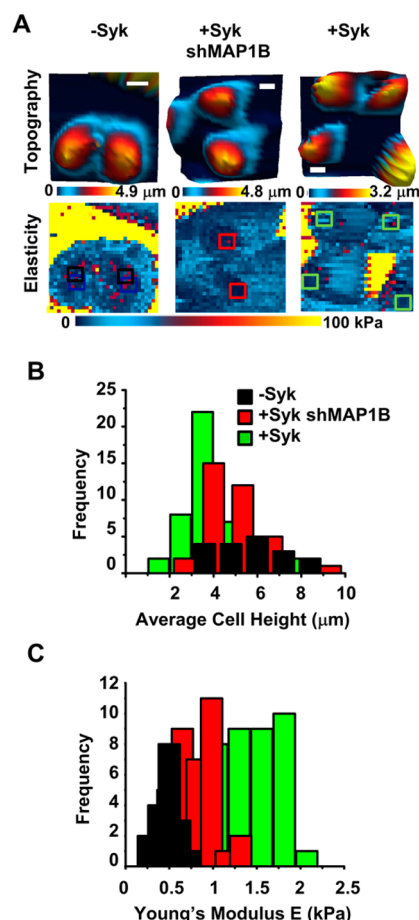 A
-Syk
+Syk
shMAP1B
+Syk
Topography
0 4.9 μm
0 4.8 μm
0 3.2 μm
Elasticity
0 100 kPa
B
25
20
15
10
5
0
Frequency
-Syk
+Syk shMAP1B
+Syk
2 4 6 8 10
Average Cell Height (μm)
C
12
10
8
6
4
2
0
Frequency
0 0.5 1 1.5 2 2.5
Young's Modulus E (kPa)